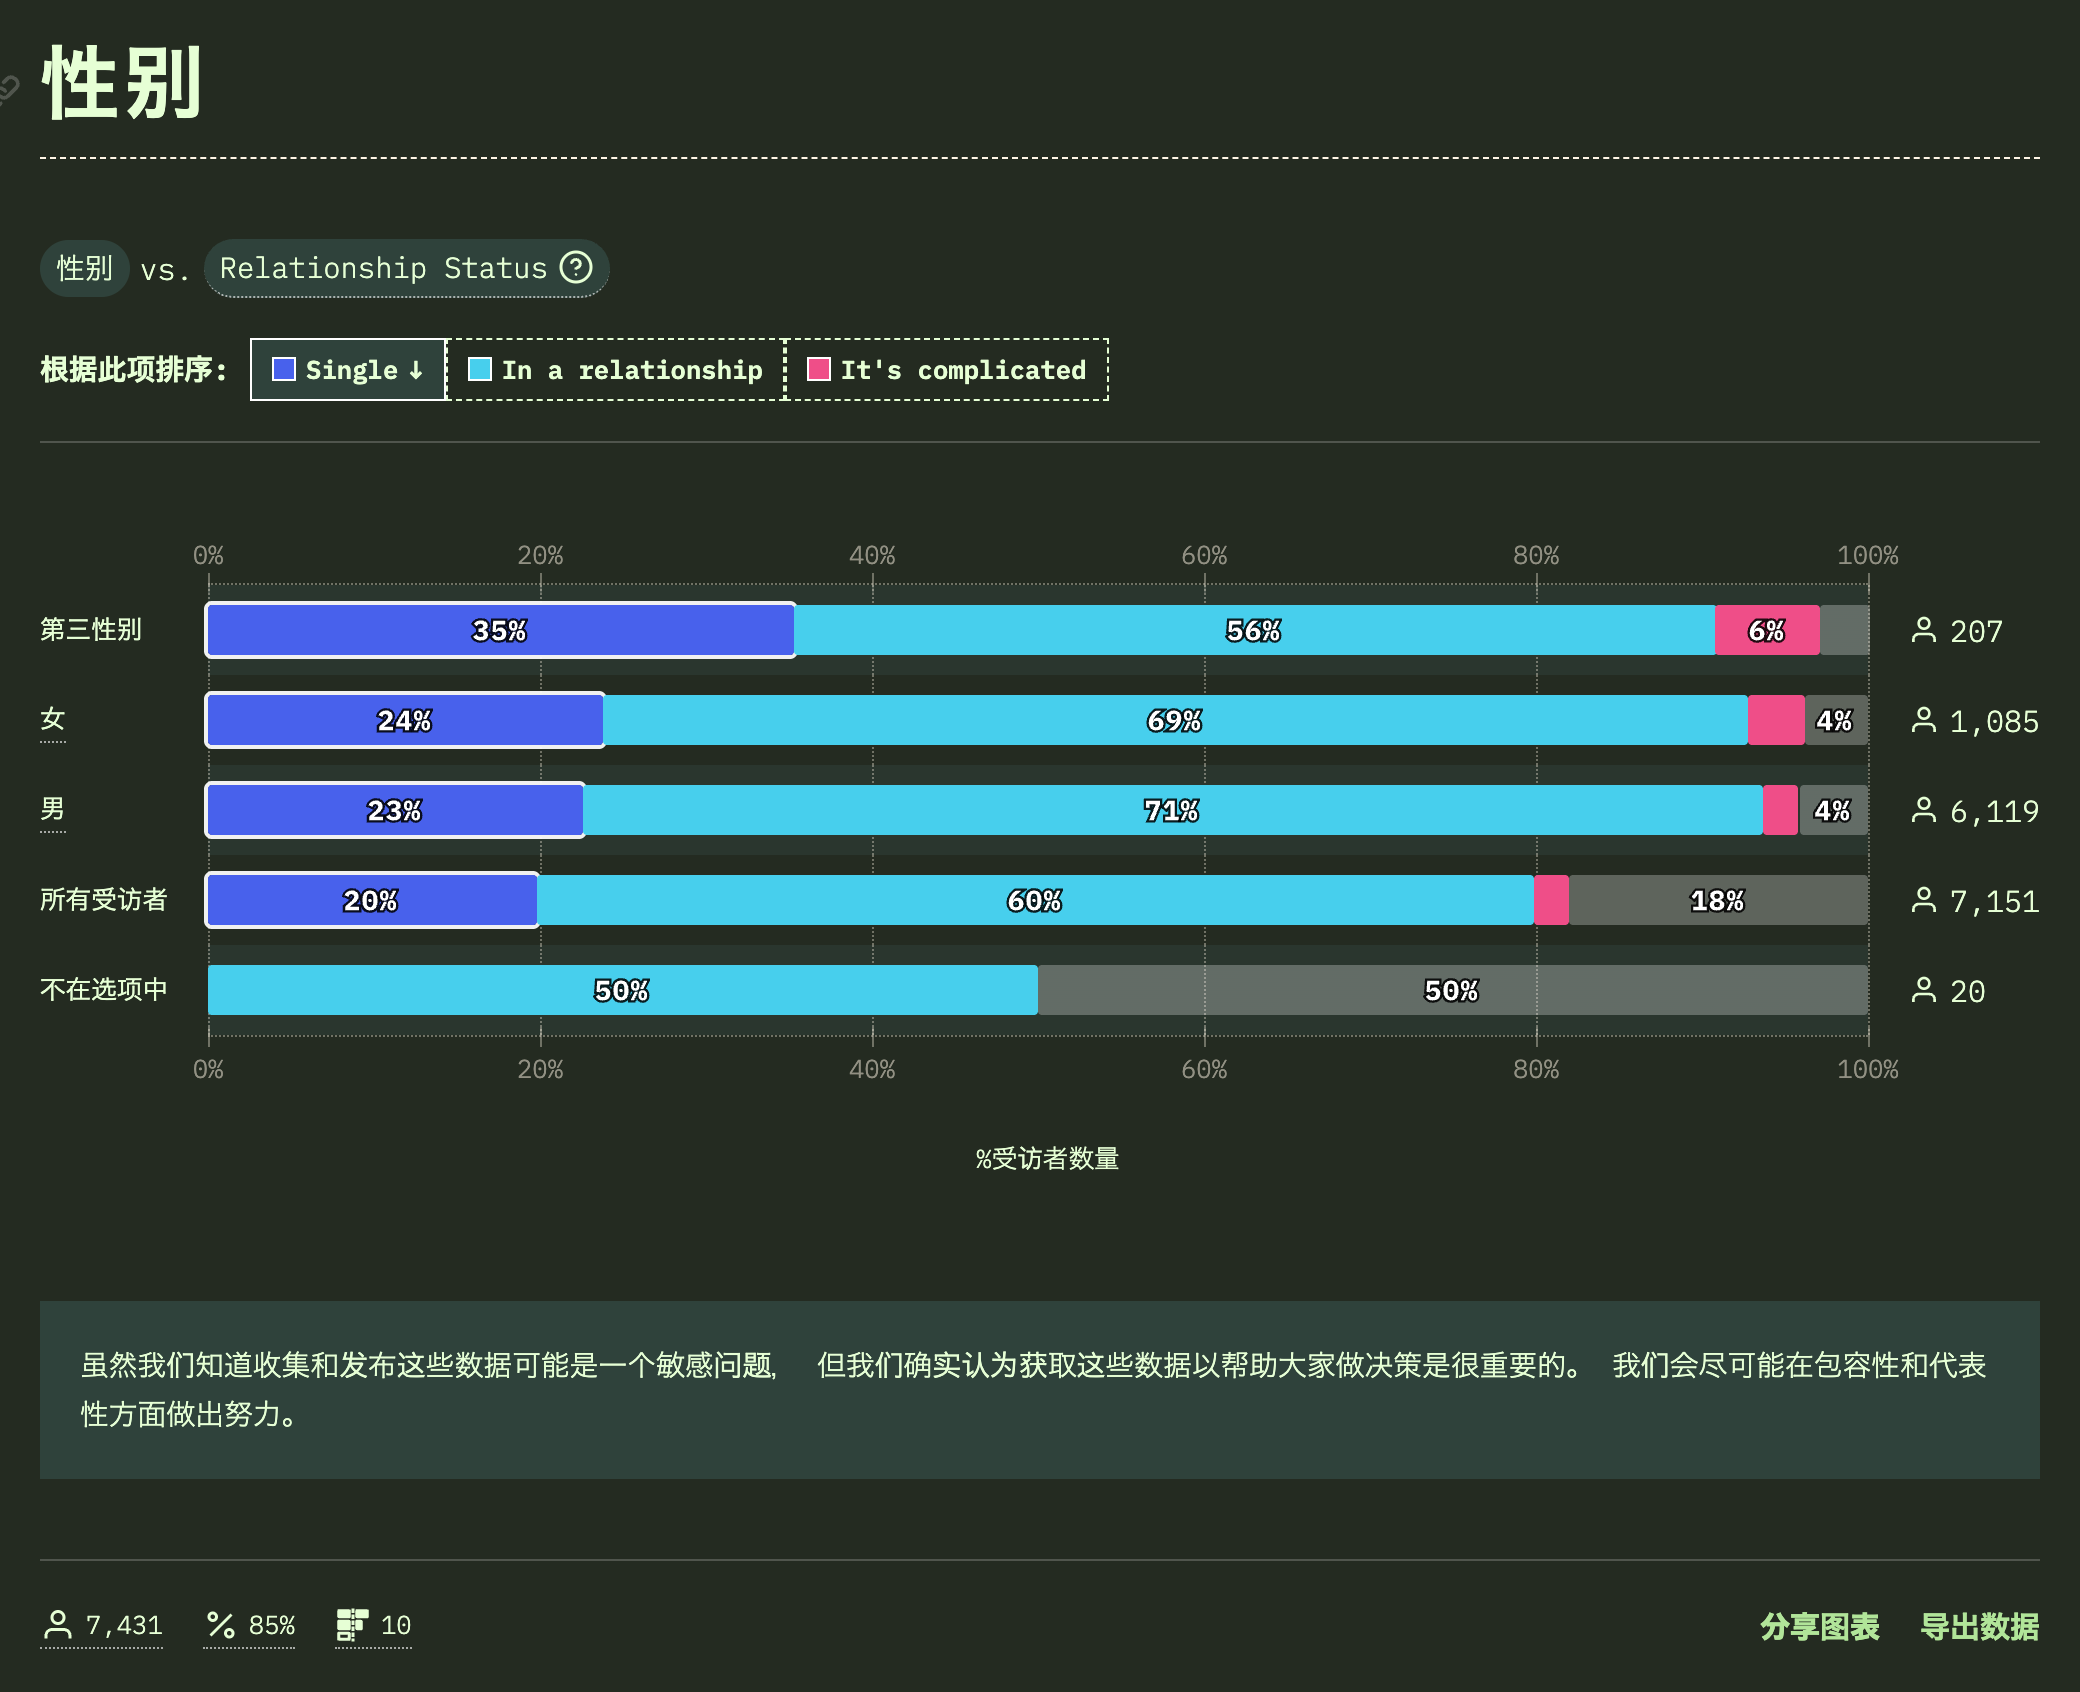 性别
性别 vs. Relationship Status
根据此项排序: Single ↓ In a relationship It's complicated
0% 20% 40% 60% 80% 100%
第三性别 35% 56% 6% 207
女 24% 69% 4% 1,085
男 23% 71% 4% 6,119
所有受访者 20% 60% 18% 7,151
不在选项中 50% 50% 20
0% 20% 40% 60% 80% 100%
%受访者数量
虽然我们知道收集和发布这些数据可能是一个敏感问题, 但我们确实认为获取这些数据以帮助大家做决策是很重要的。 我们会尽可能在包容性和代表
性方面做出努力。
7,431 85% 10 分享图表 导出数据